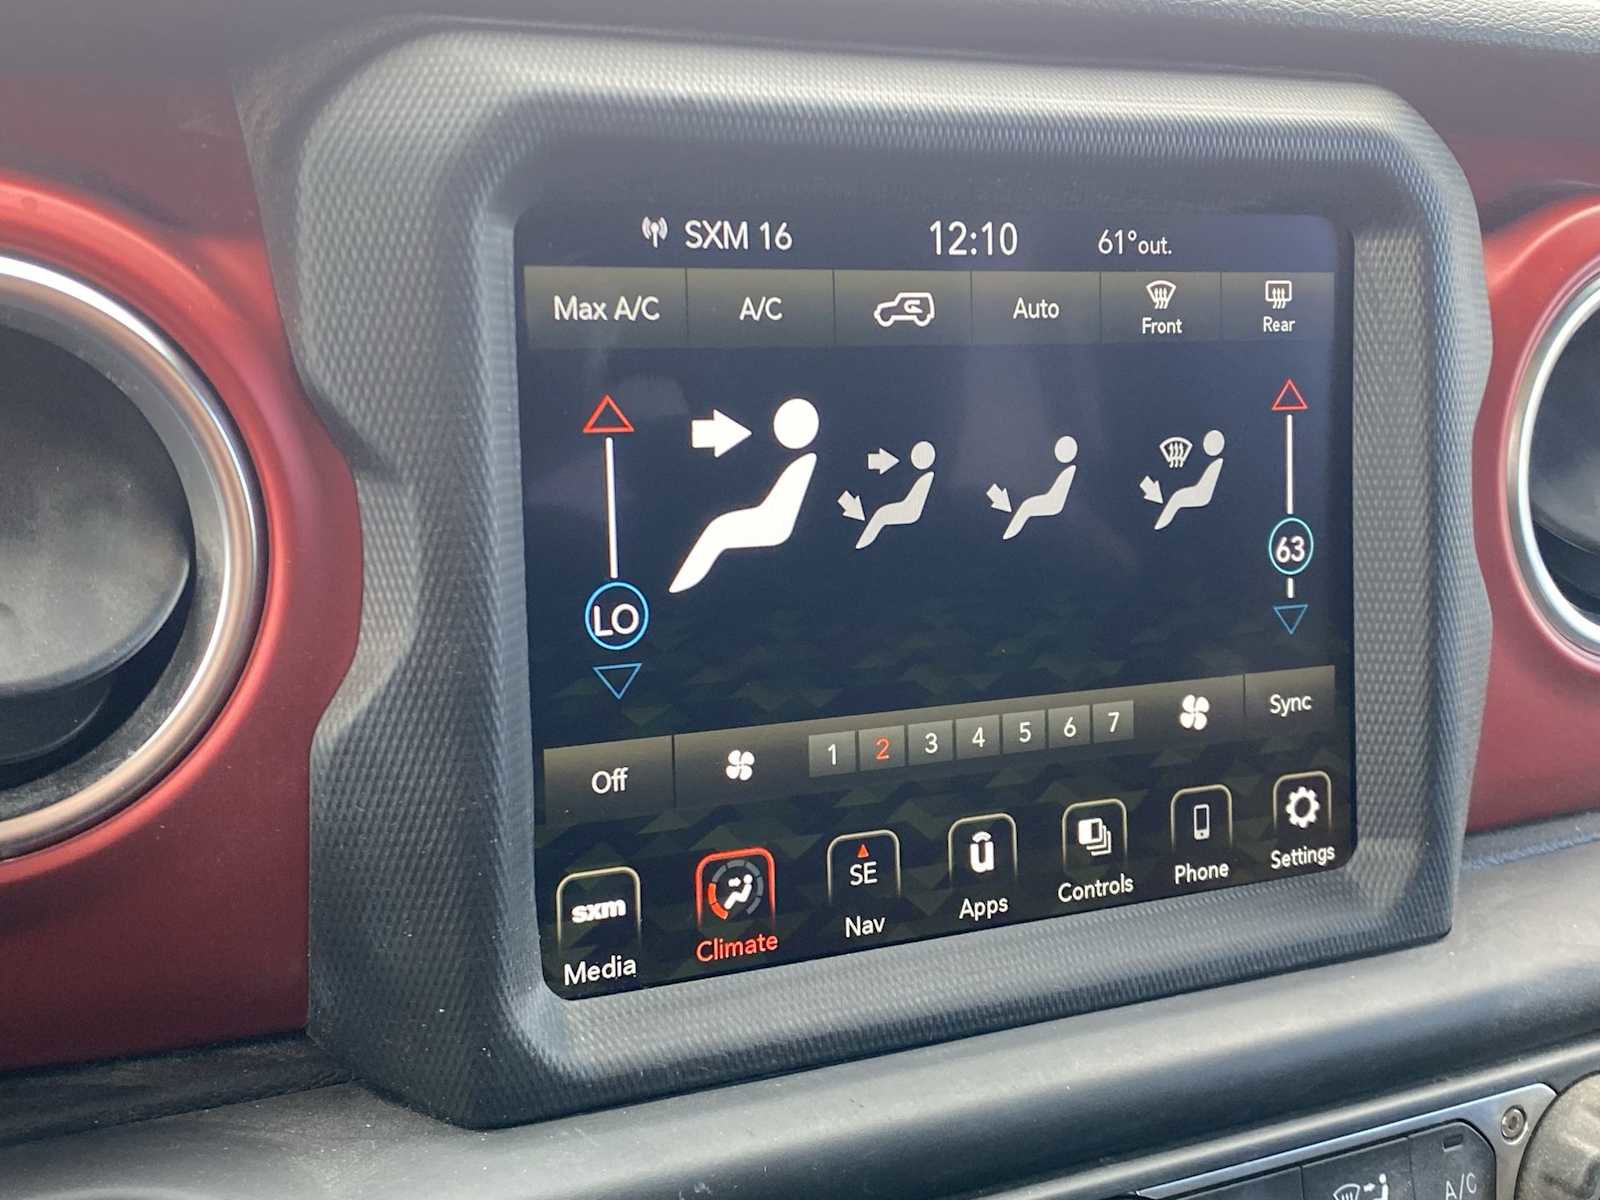 SXM 16 12:10 61°out.
Max A/C A/C Auto Front Rear
LO
63
Off 1 2 3 4 5 6 7 Sync
sxm SE
Media Climate Nav Apps Controls Phone Settings
A/C